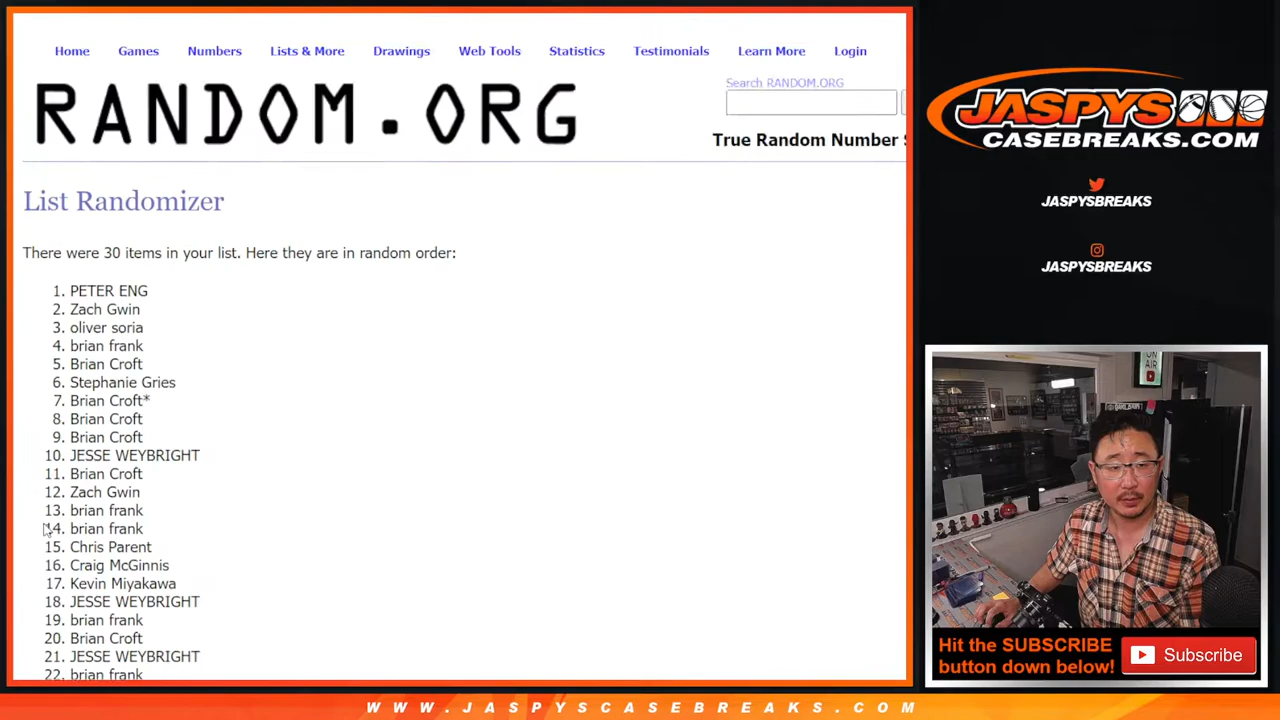 Home Games Numbers Lists & More Drawings Web Tools Statistics Testimonials Learn More Login
RANDOM.ORG
Search RANDOM.ORG
True Random Number
List Randomizer
There were 30 items in your list. Here they are in random order:
1. PETER ENG
2. Zach Gwin
3. oliver soria
4. brian frank
5. Brian Croft
6. Stephanie Gries
7. Brian Croft*
8. Brian Croft
9. Brian Croft
10. JESSE WEYBRIGHT
11. Brian Croft
12. Zach Gwin
13. brian frank
14. brian frank
15. Chris Parent
16. Craig McGinnis
17. Kevin Miyakawa
18. JESSE WEYBRIGHT
19. brian frank
20. Brian Croft
21. JESSE WEYBRIGHT
22. brian frank
JASPYS
CASEBREAKS.COM
JASPYSBREAKS
JASPYSBREAKS
ON
AIR
Hit the SUBSCRIBE
button down below!
Subscribe
WWW.JASPYSCASEBREAKS.COM